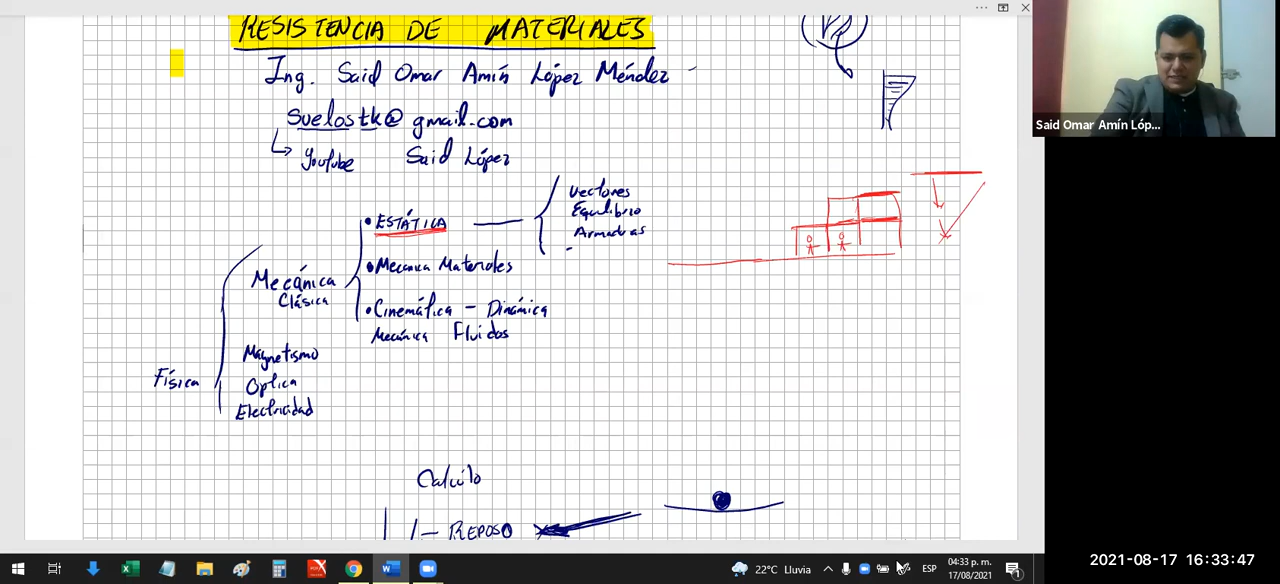 RESISTENCIA DE MATERIALES
Ing. Said Omar Amín López Méndez
Suelostk@gmail.com
Youtube Said López
Said Omar Amín Lóp...
Vectores
• ESTÁTICA
Equilibrio
Armaduras
Mecánica
Clásica
• Mecánica Materiales
• Cinemática - Dinámica
Mecánica Fluidos
Magnetismo
Física
Optica
Electricidad
Calculo
1- REPOSO
22°C Lluvia
ESP
04:33 p. m.
17/08/2021
2021-08-17 16:33:47